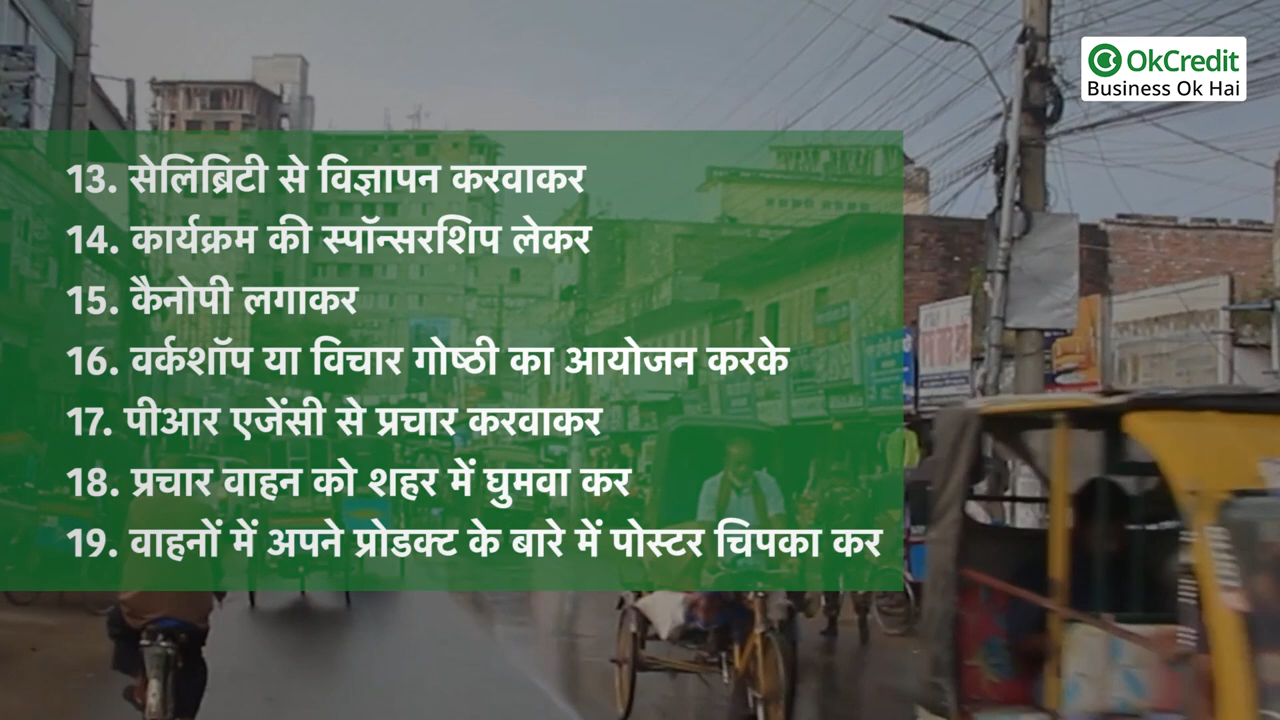 OkCredit
Business Ok Hai
13. सेलिब्रिटी से विज्ञापन करवाकर
14. कार्यक्रम की स्पॉन्सरशिप लेकर
15. कैनोपी लगाकर
16. वर्कशॉप या विचार गोष्ठी का आयोजन करके
17. पीआर एजेंसी से प्रचार करवाकर
18. प्रचार वाहन को शहर में घुमवा कर
19. वाहनों में अपने प्रोडक्ट के बारे में पोस्टर चिपका कर